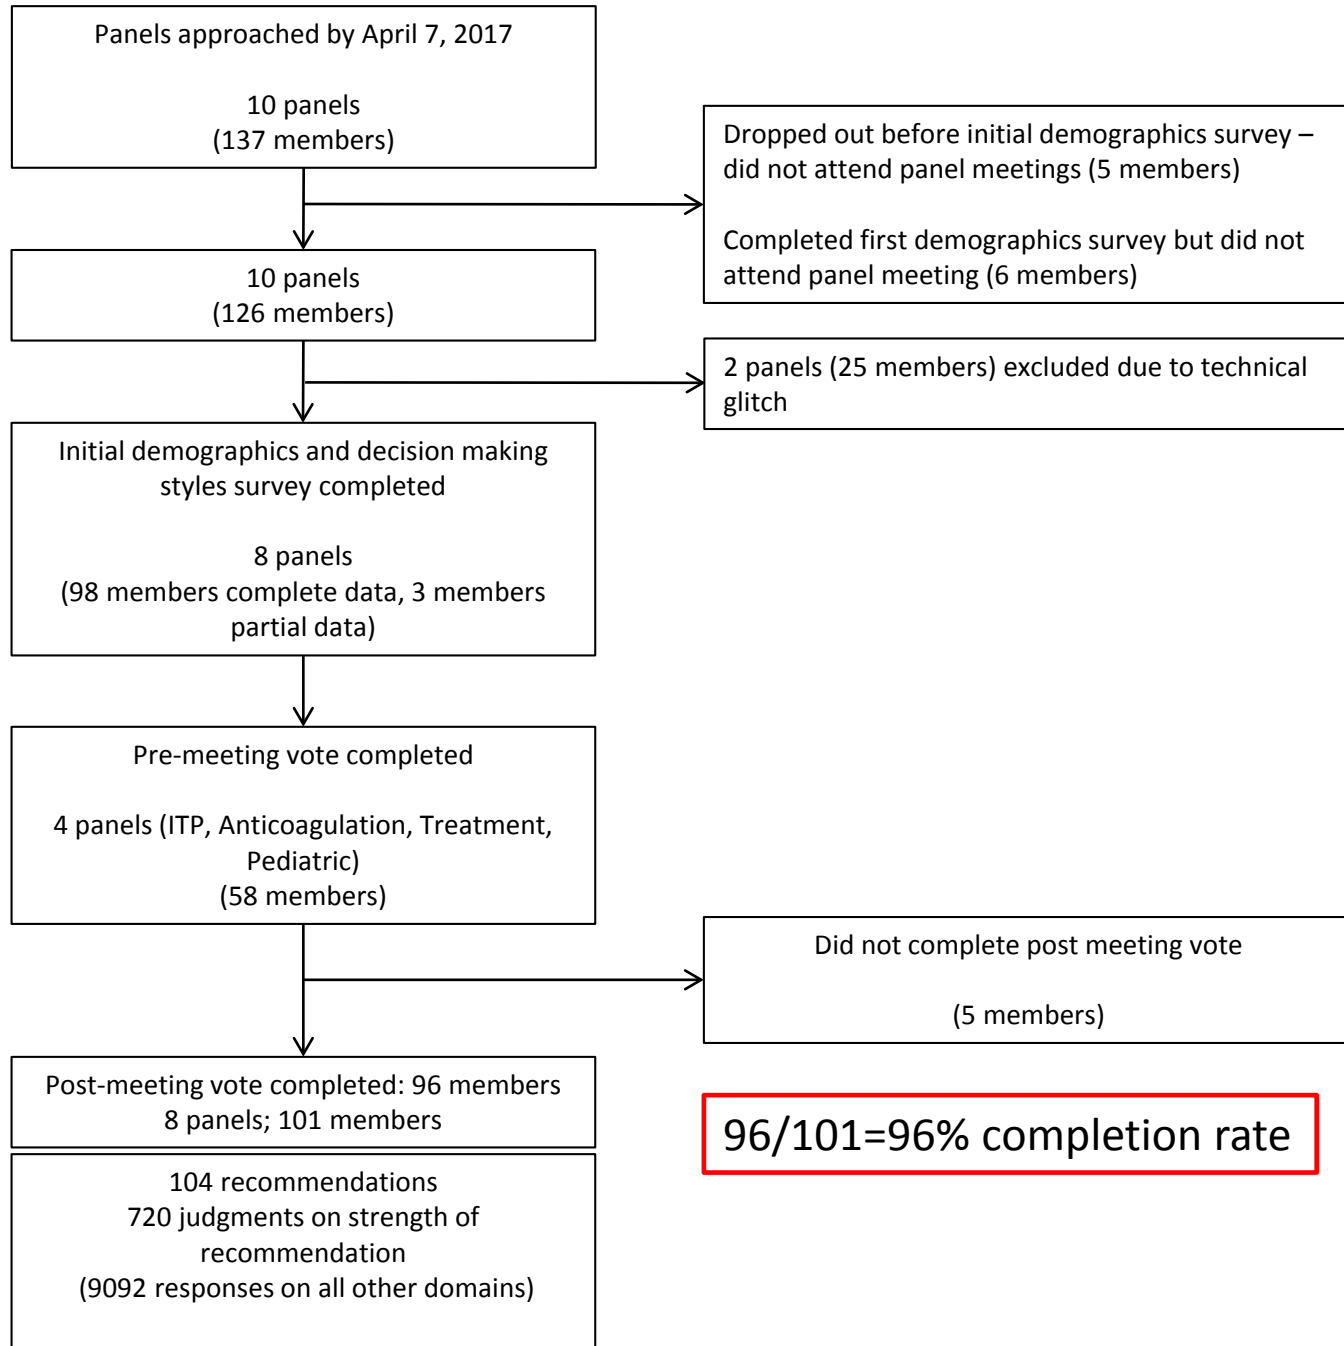 Panels approached by April 7, 2017
10 panels
(137 members)
Dropped out before initial demographics survey –
did not attend panel meetings (5 members)
Completed first demographics survey but did not
attend panel meeting (6 members)
10 panels
(126 members)
2 panels (25 members) excluded due to technical
glitch
Initial demographics and decision making
styles survey completed
8 panels
(98 members complete data, 3 members
partial data)
Pre-meeting vote completed
4 panels (ITP, Anticoagulation, Treatment,
Pediatric)
(58 members)
Did not complete post meeting vote
(5 members)
Post-meeting vote completed: 96 members
8 panels; 101 members
96/101=96% completion rate
104 recommendations
720 judgments on strength of
recommendation
(9092 responses on all other domains)